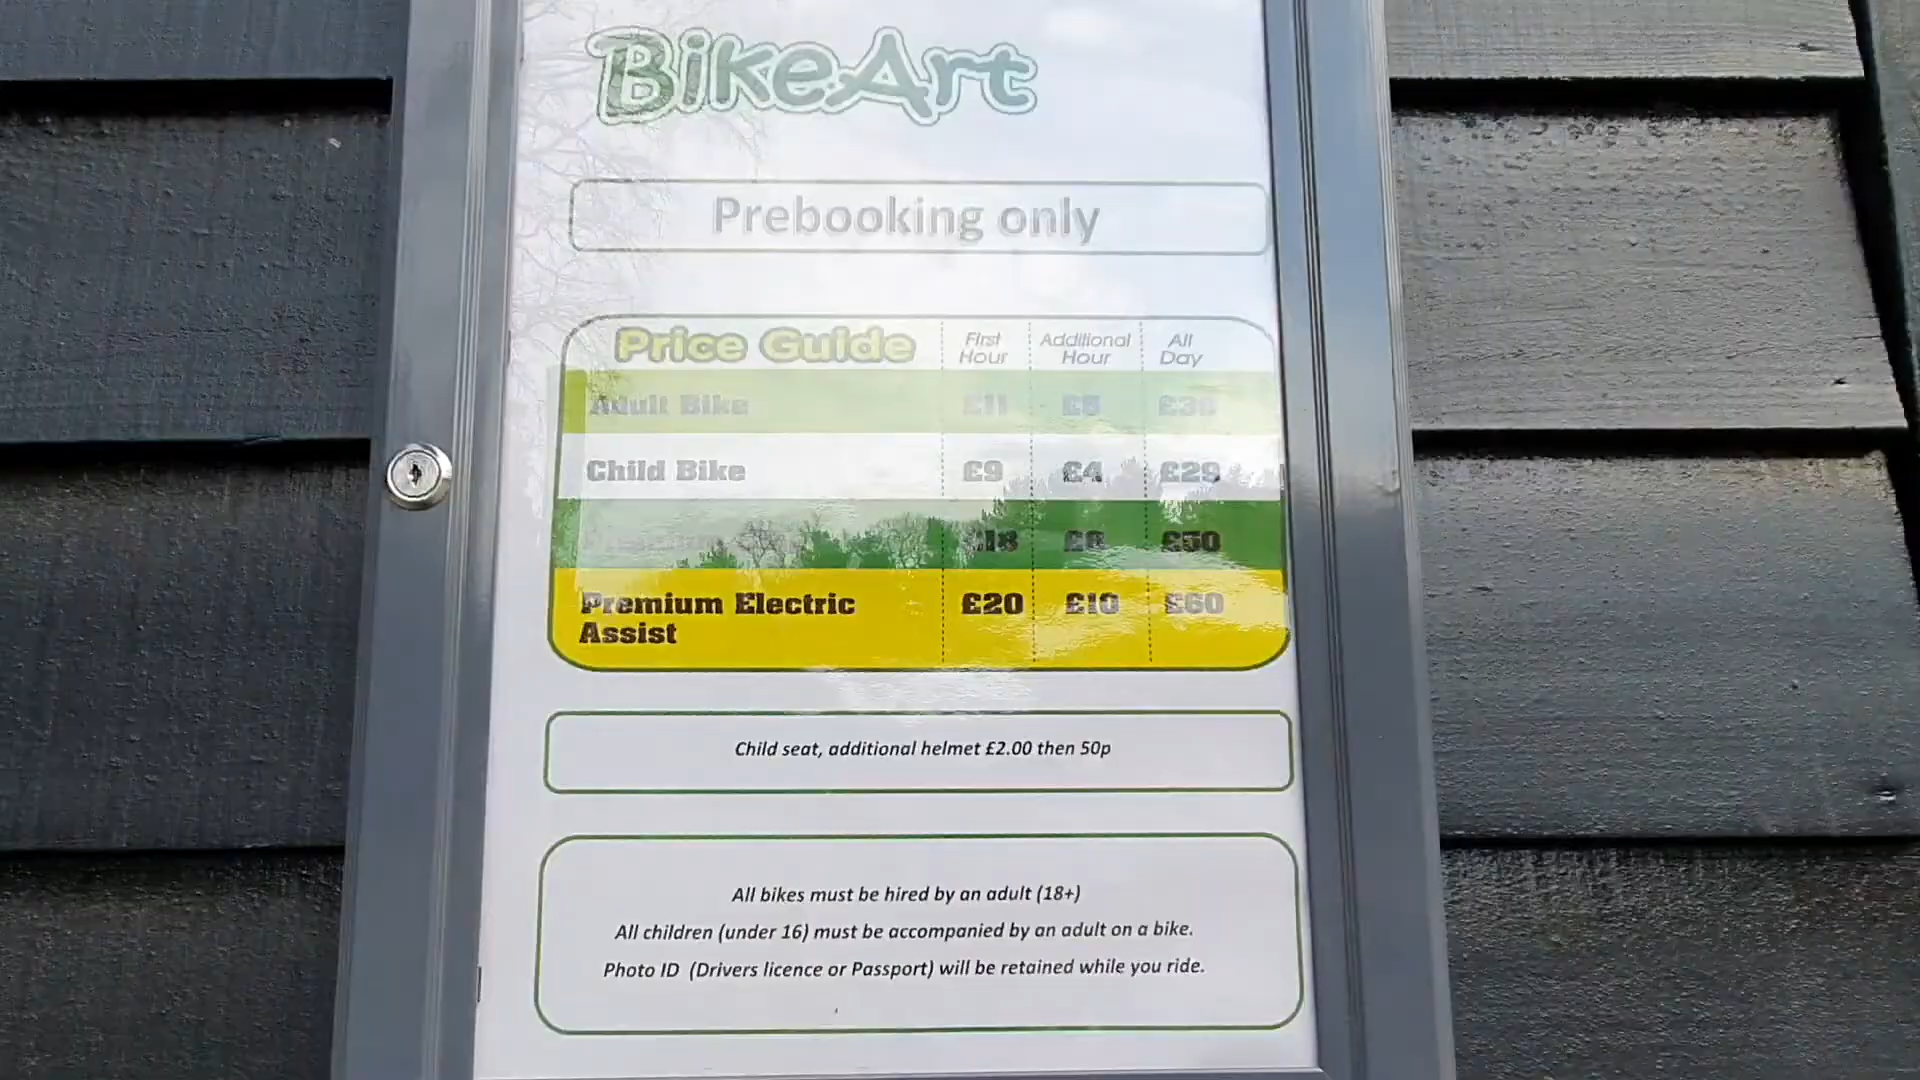 BikeArt
Prebooking only
Price Guide First Hour Additional Hour All Day
Adult Bike £11
Child Bike £9 £4 £29
£18 £50
Premium Electric Assist £20 £10 £60
Child seat, additional helmet £2.00 then 50p
All bikes must be hired by an adult (18+)
All children (under 16) must be accompanied by an adult on a bike.
Photo ID (Drivers licence or Passport) will be retained while you ride.